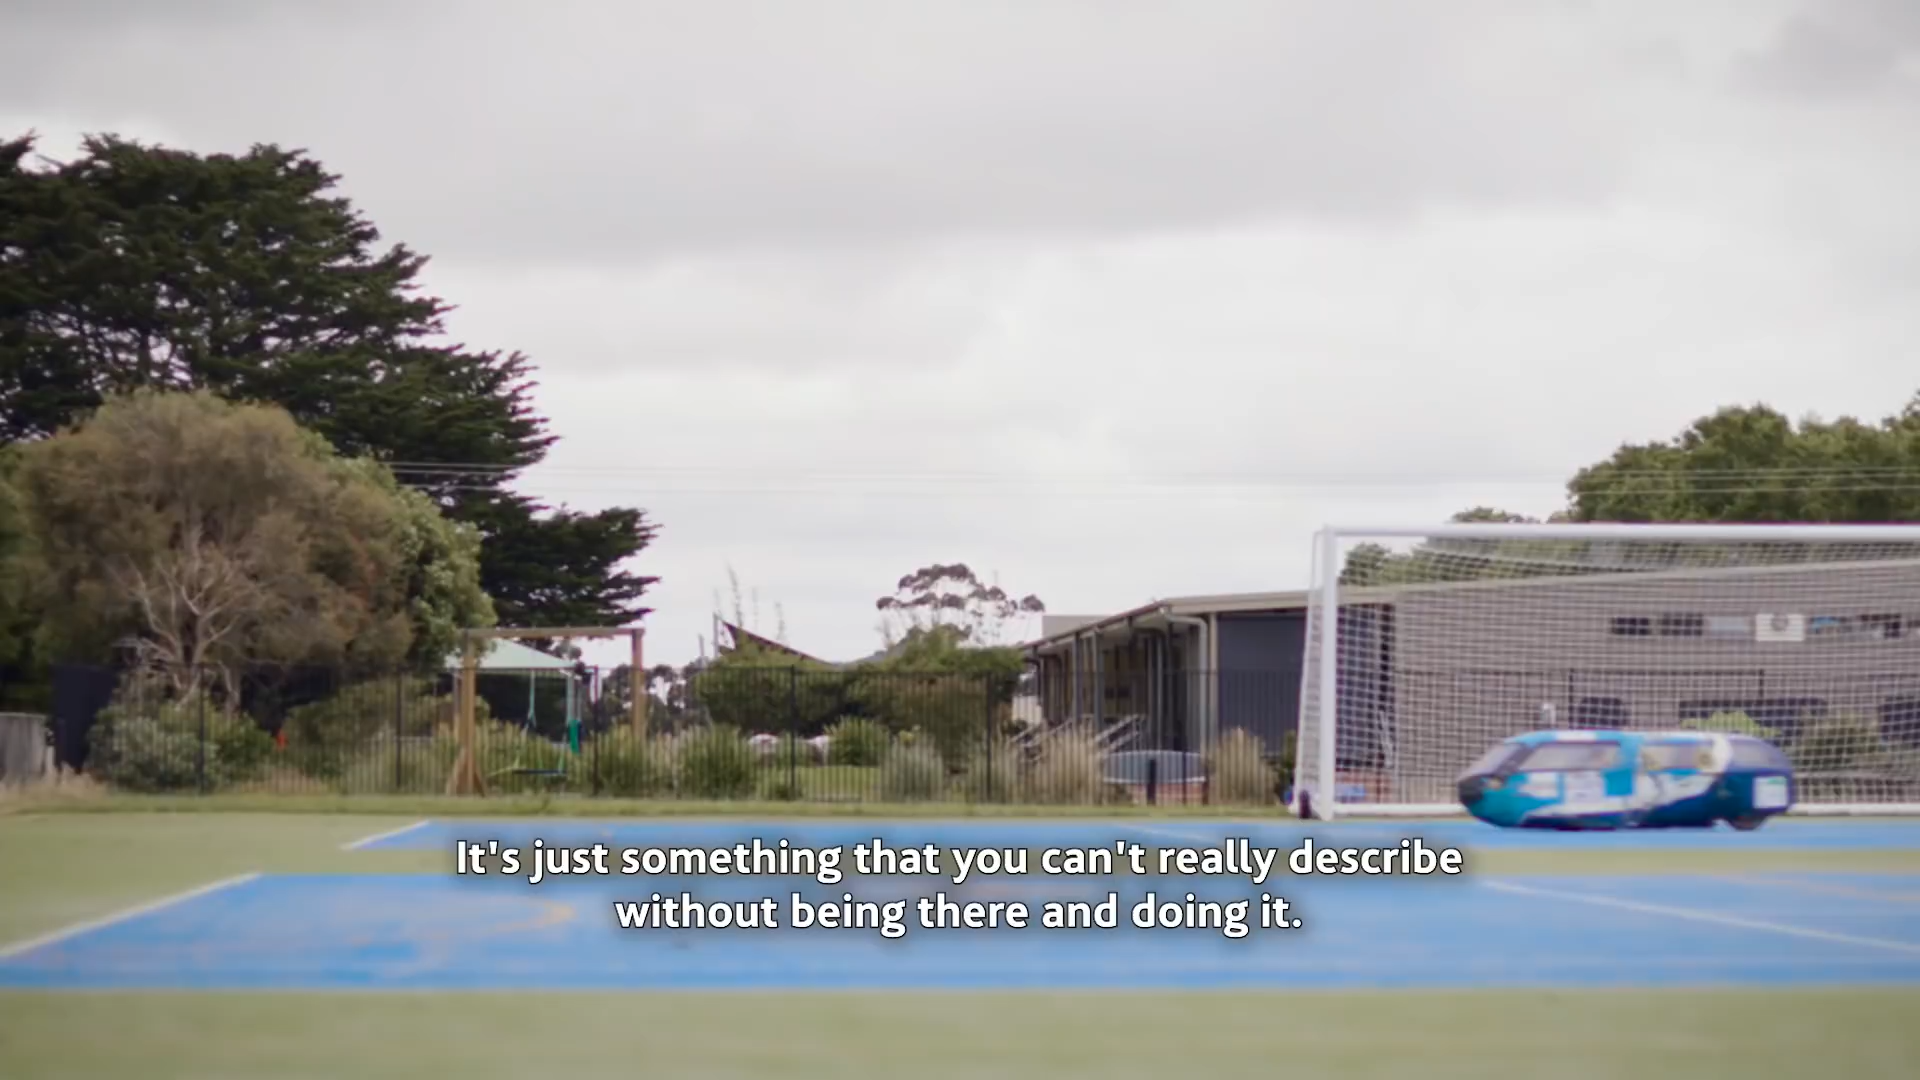 It's just something that you can't really describe
without being there and doing it.